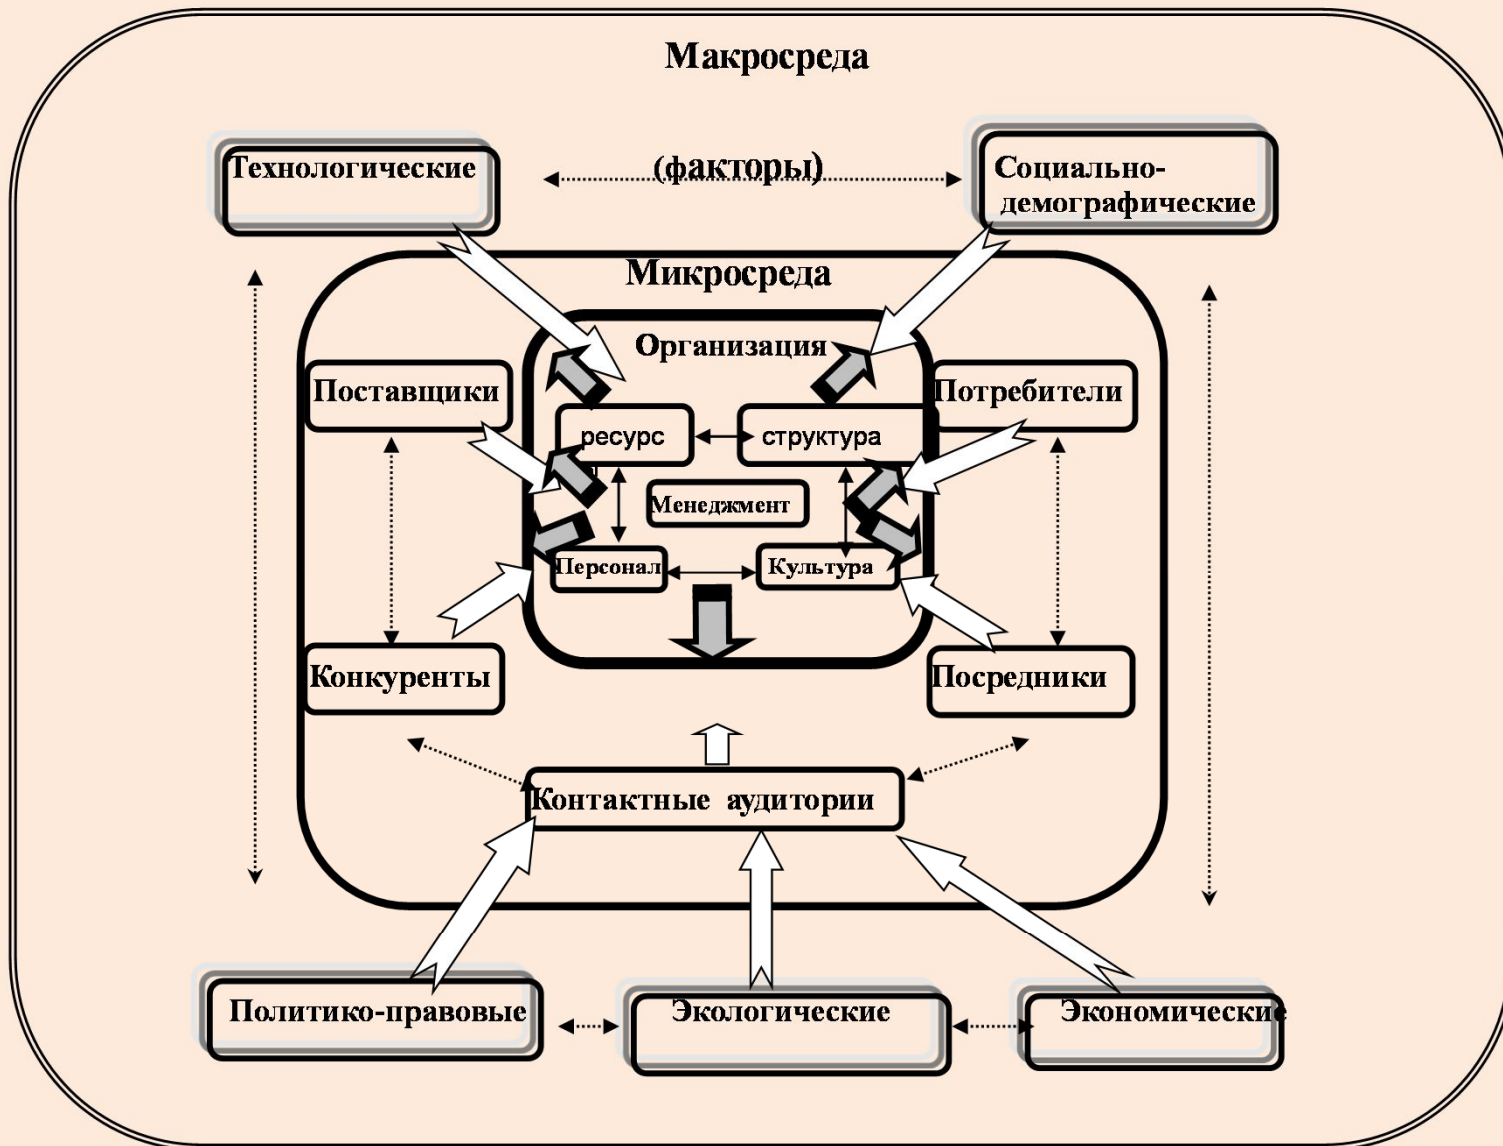 Макросреда
Технологические
(факторы)
Социально-
демографические
Микросреда
Организация
Поставщики
Потребители
ресурс
структура
Менеджмент
Персонал
Культура
Конкуренты
Посредники
Контактные аудитории
Политико-правовые
Экологические
Экономические